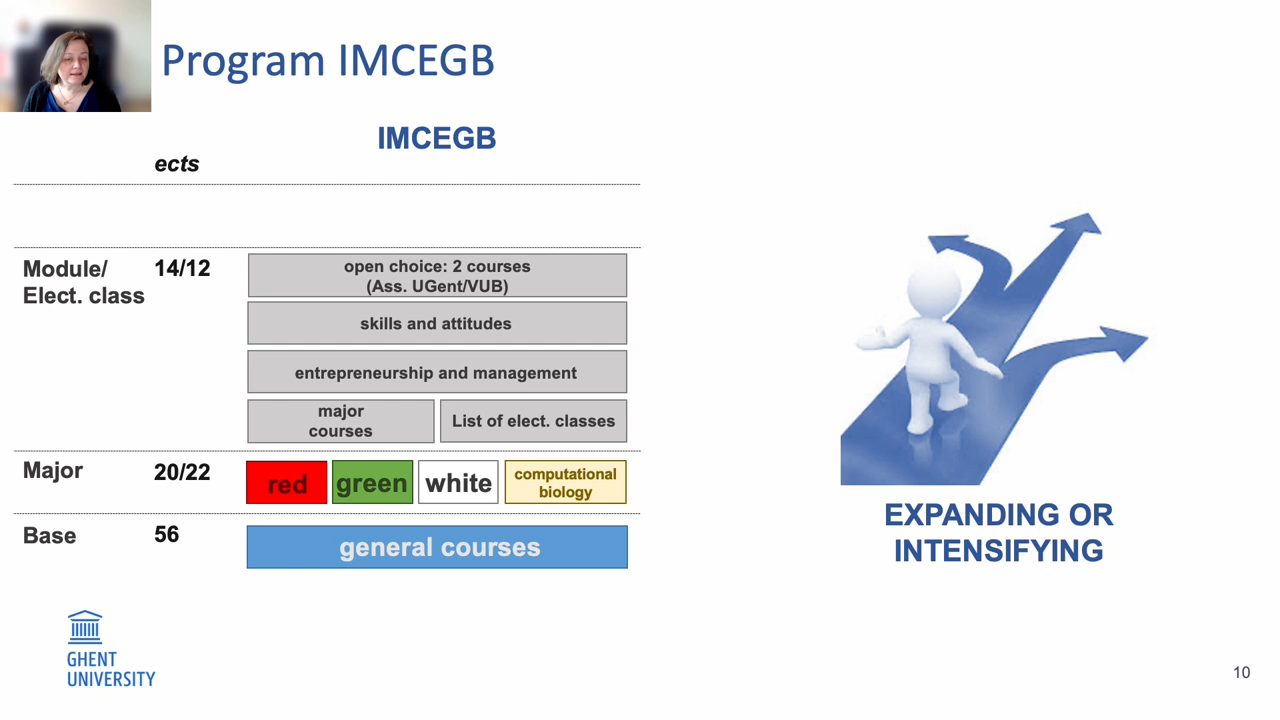 Program IMCEGB
IMCEGB
ects
Module/
Elect. class
14/12
open choice: 2 courses
(Ass. UGent/VUB)
skills and attitudes
entrepreneurship and management
major
courses
List of elect. classes
Major
20/22
red
green
white
computational
biology
Base
56
general courses
EXPANDING OR
INTENSIFYING
GHENT
UNIVERSITY
10